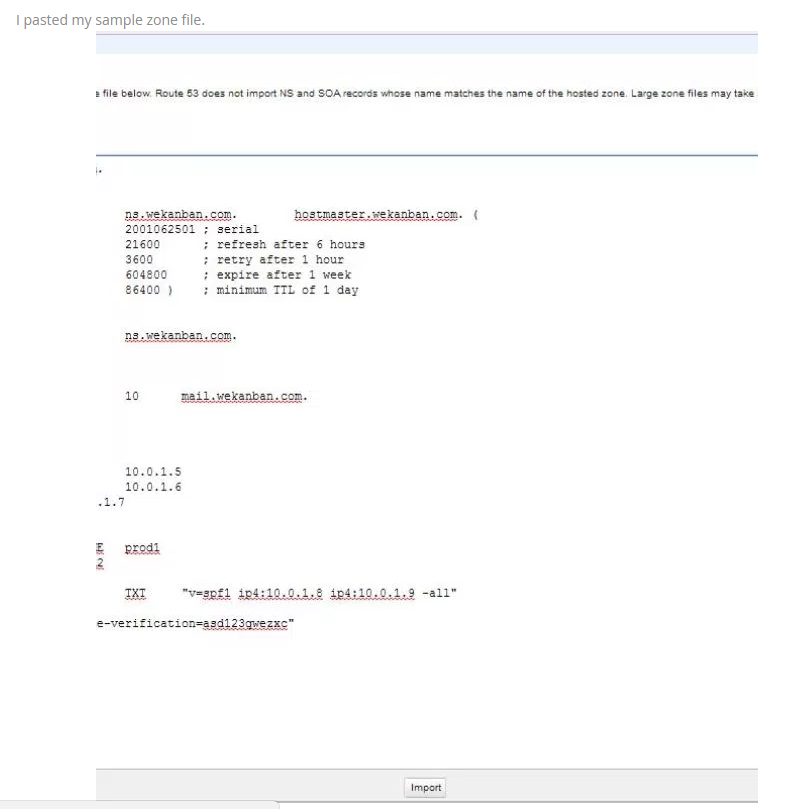 I pasted my sample zone file.
e file below. Route 53 does not import NS and SOA records whose name matches the name of the hosted zone. Large zone files may take
ns.wekanban.com. hostmaster.wekanban.com. (
2001062501 ; serial
21600 ; refresh after 6 hours
3600 ; retry after 1 hour
604800 ; expire after 1 week
86400 ) ; minimum TTL of 1 day
ns.wekanban.com.
10 mail.wekanban.com.
10.0.1.5
10.0.1.6
.1.7
E prod1
2
TXT "v=spf1 ip4:10.0.1.8 ip4:10.0.1.9 -all"
e-verification=asd123qwezxc"
Import